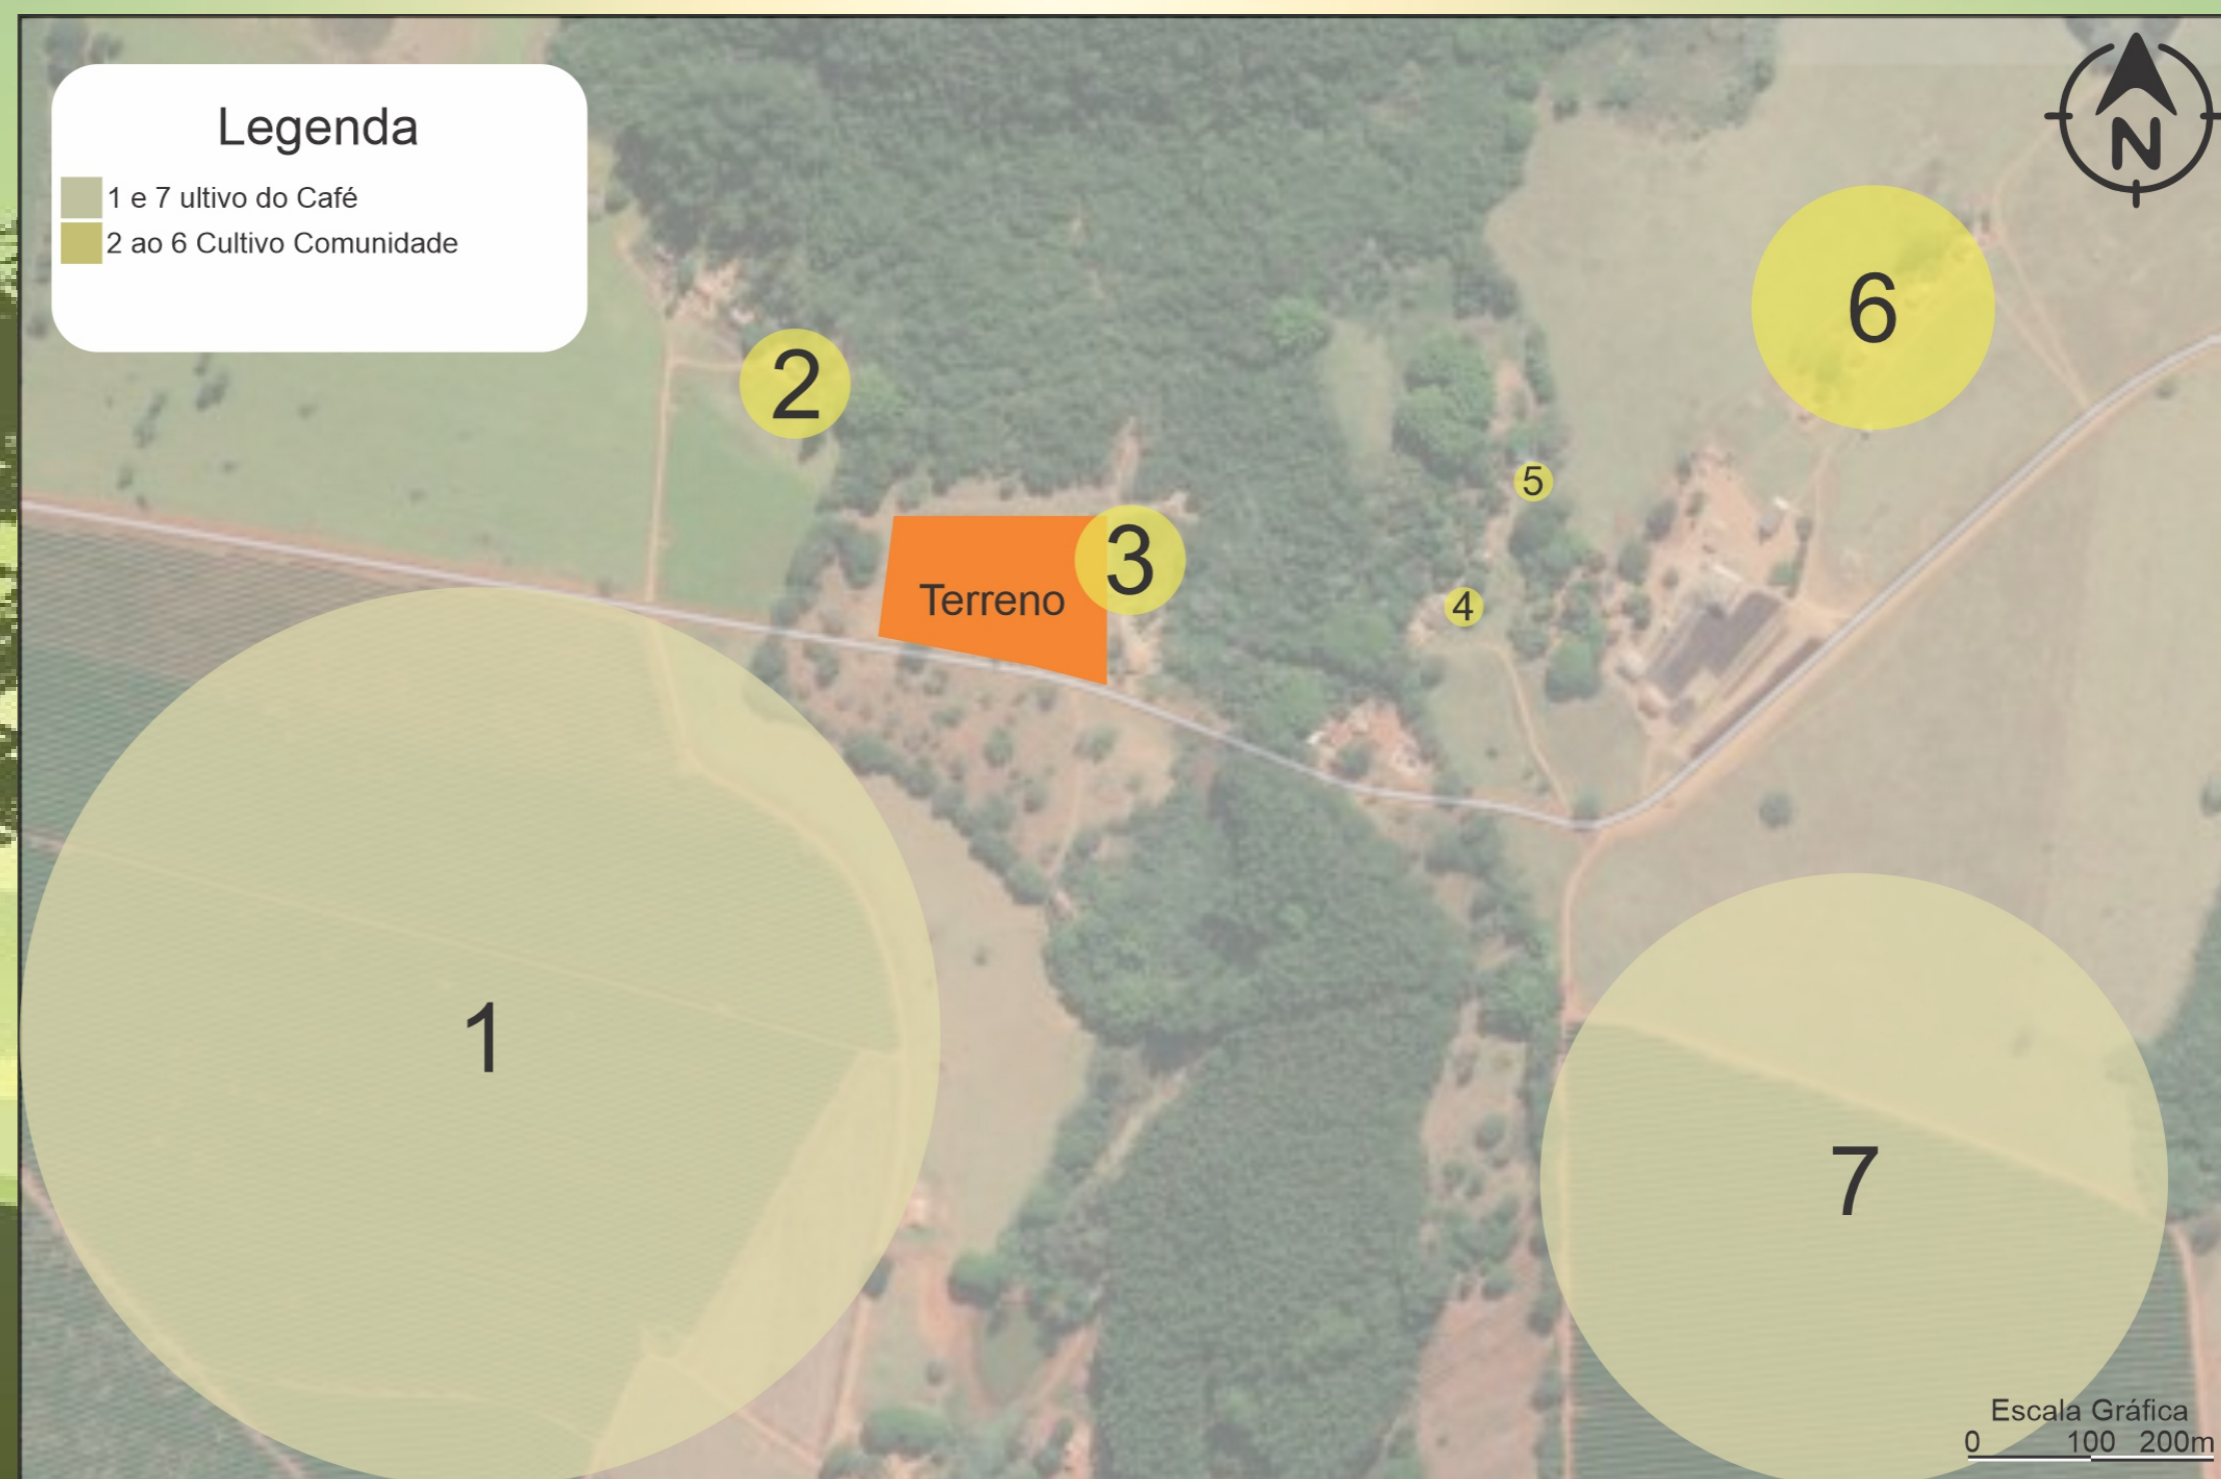 Legenda
1 e 7 ultivo do Café
2 ao 6 Cultivo Comunidade
N
6
2
5
3
Terreno
4
1
7
Escala Gráfica
0 100 200m